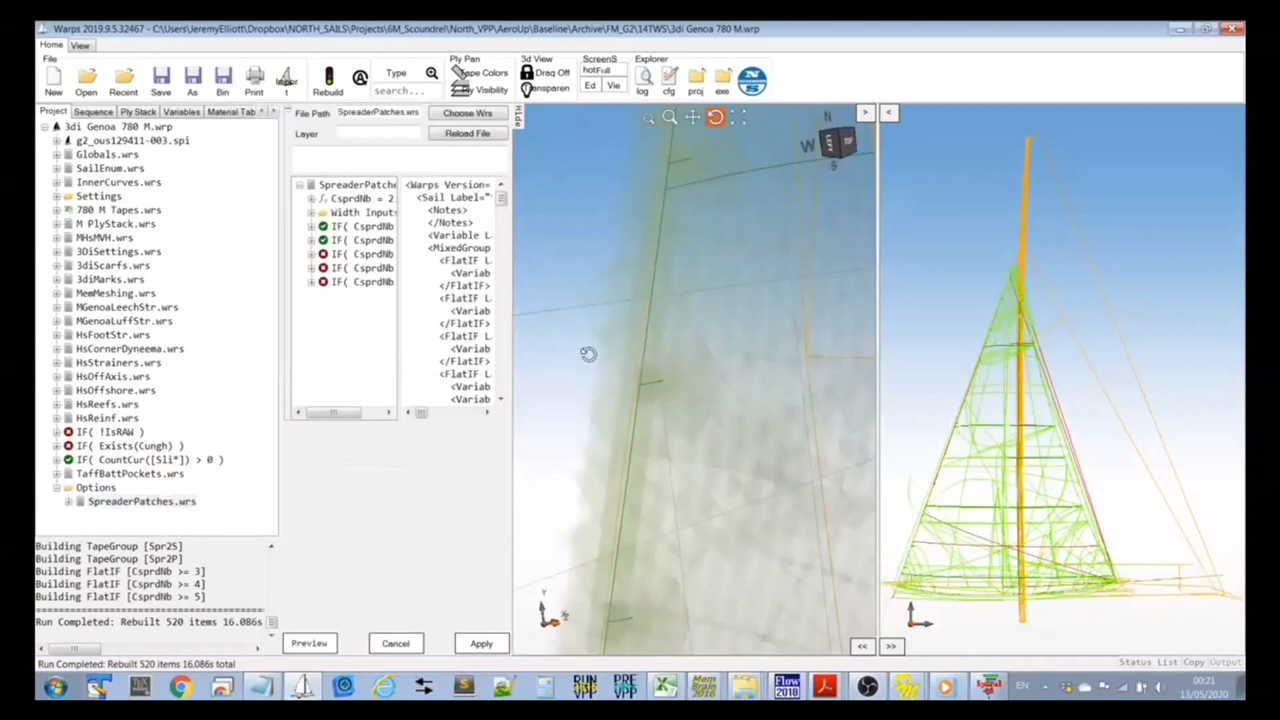 Warps 2019.9.5.32467 - C:\Users\JeremyElliott\Dropbox\NORTH_SAILS\Projects\6M_Scoundrel\North_VPP\AeroUp\Baseline\Archive\FM_G2\14TWS\3di Genoa 780 M.wrp
Home View
File
Ply Pan
3d View
ScreenS
Explorer
Type
Tape Colors
Drag Off
hotFull
search...
Ply Visibility
Transparen
Ed Vie
New Open Recent Save As Bin Print Impor t Rebuild
log cfg proj exe
Project Sequence Ply Stack Variables Material Tab
3di Genoa 780 M.wrp
g2_ous129411-003.spi
Globals.wrs
SailEnum.wrs
InnerCurves.wrs
Settings
780 M Tapes.wrs
M PlyStack.wrs
MHsMVH.wrs
3DiSettings.wrs
3diScarfs.wrs
3diMarks.wrs
MemMeshing.wrs
MGenoaLeechStr.wrs
MGenoaLuffStr.wrs
HsFootStr.wrs
HsCornerDyneema.wrs
HsStrainers.wrs
HsOffAxis.wrs
HsOffshore.wrs
HsReefs.wrs
HsReinf.wrs
IF( !IsRAW )
IF( Exists(Cungh) )
IF( CountCur([Sli*]) > 0 )
TaffBattPockets.wrs
Options
SpreaderPatches.wrs
Building TapeGroup [Spr2S]
Building TapeGroup [Spr2P]
Building FlatIF [CsprdNb >= 3]
Building FlatIF [CsprdNb >= 4]
Building FlatIF [CsprdNb >= 5]
Run Completed: Rebuilt 520 items 16.086s
File Path SpreaderPatches.wrs Choose Wrs
Layer Reload File
Hide
SpreaderPatche
CsprdNb = 2
Width Inputs
IF( CsprdNb
IF( CsprdNb
IF( CsprdNb
IF( CsprdNb
IF( CsprdNb
<Warps Version=
<Sail Label="
<Notes>
</Notes>
<Variable L
<MixedGroup
<FlatIF L
<Variab
</FlatIF>
<FlatIF L
<Variab
</FlatIF>
<FlatIF L
<Variab
</FlatIF>
<FlatIF L
<Variab
<Variab
Preview Cancel Apply
N
W LEFT
S
Y
<< >>
> <
Run Completed: Rebuilt 520 items 16.086s total
Status List Copy Output
RUN VPP PRE VPP Mem Brain 2016 Flow 2018
EN
00:21
13/05/2020